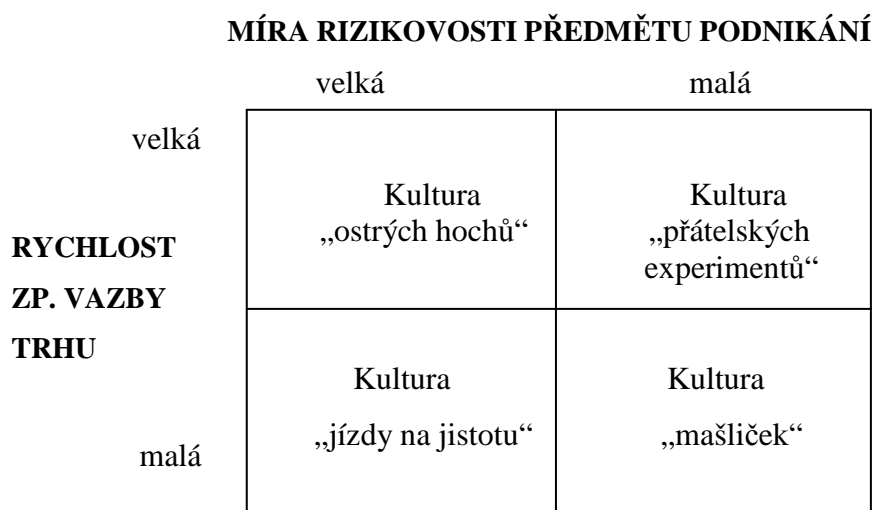 MÍRA RIZIKOVOSTI PŘEDMĚTU PODNIKÁNÍ
velká malá
velká
Kultura
„ostrých hochů“
Kultura
„přátelských
experimentů“
RYCHLOST
ZP. VAZBY
TRHU
Kultura
„jízdy na jistotu“
Kultura
„mašliček“
malá